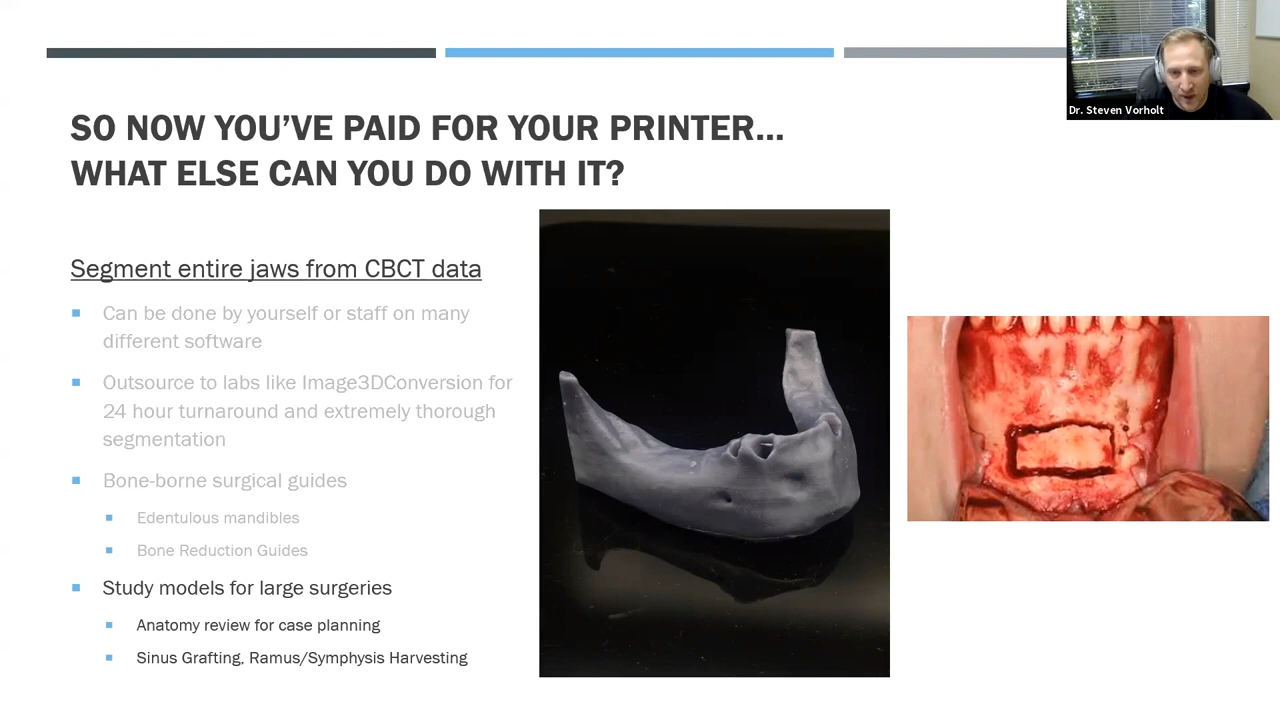 Dr. Steven Vorholt
SO NOW YOU'VE PAID FOR YOUR PRINTER...
WHAT ELSE CAN YOU DO WITH IT?
Segment entire jaws from CBCT data
Can be done by yourself or staff on many
different software
Outsource to labs like Image3DConversion for
24 hour turnaround and extremely thorough
segmentation
Bone-borne surgical guides
Edentulous mandibles
Bone Reduction Guides
Study models for large surgeries
Anatomy review for case planning
Sinus Grafting, Ramus/Symphysis Harvesting